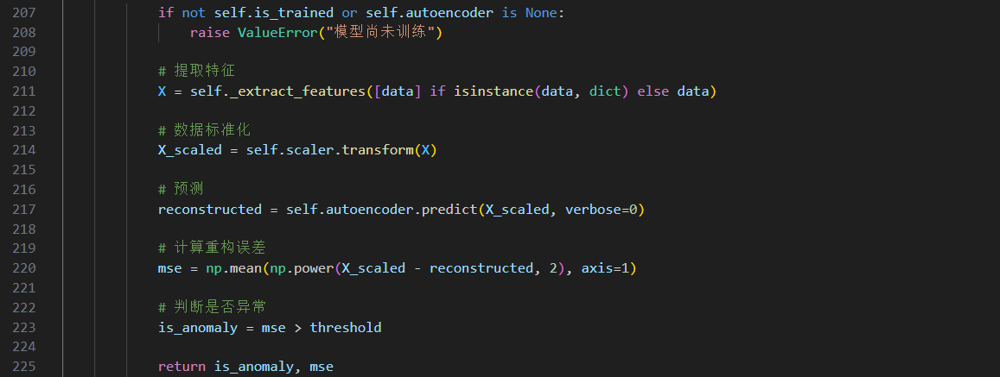 207 if not self.is_trained or self.autoencoder is None:
208 raise ValueError("模型尚未训练")
209
210 # 提取特征
211 X = self._extract_features([data] if isinstance(data, dict) else data)
212
213 # 数据标准化
214 X_scaled = self.scaler.transform(X)
215
216 # 预测
217 reconstructed = self.autoencoder.predict(X_scaled, verbose=0)
218
219 # 计算重构误差
220 mse = np.mean(np.power(X_scaled - reconstructed, 2), axis=1)
221
222 # 判断是否异常
223 is_anomaly = mse > threshold
224
225 return is_anomaly, mse